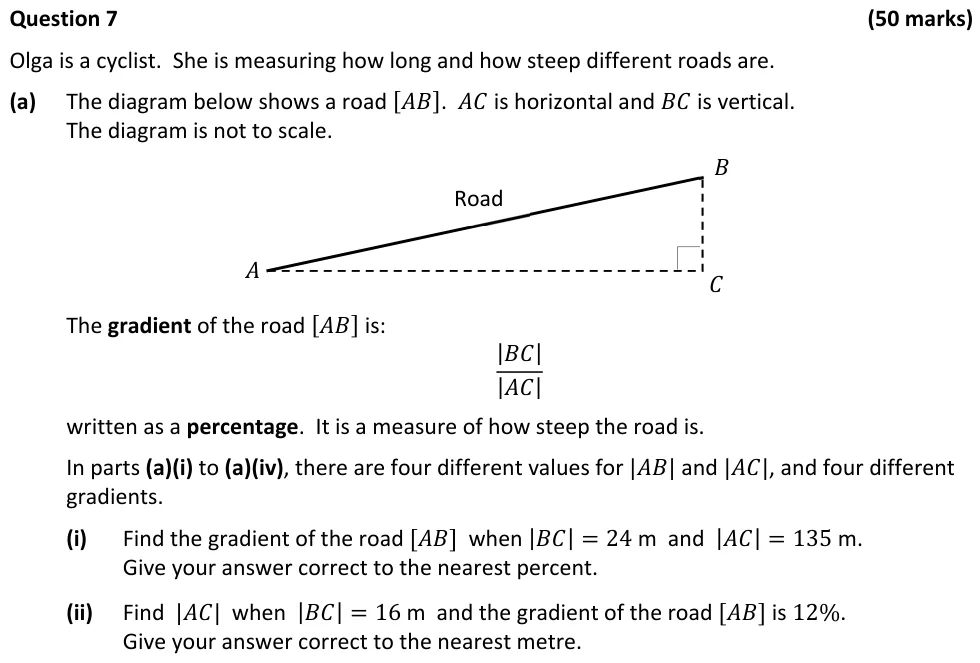 Question 7 (50 marks)
Olga is a cyclist. She is measuring how long and how steep different roads are.
(a) The diagram below shows a road [AB]. AC is horizontal and BC is vertical.
The diagram is not to scale.
B
Road
A
C
The gradient of the road [AB] is:
|BC|
|AC|
written as a percentage. It is a measure of how steep the road is.
In parts (a)(i) to (a)(iv), there are four different values for |AB| and |AC|, and four different
gradients.
(i) Find the gradient of the road [AB] when |BC| = 24 m and |AC| = 135 m.
Give your answer correct to the nearest percent.
(ii) Find |AC| when |BC| = 16 m and the gradient of the road [AB] is 12%.
Give your answer correct to the nearest metre.